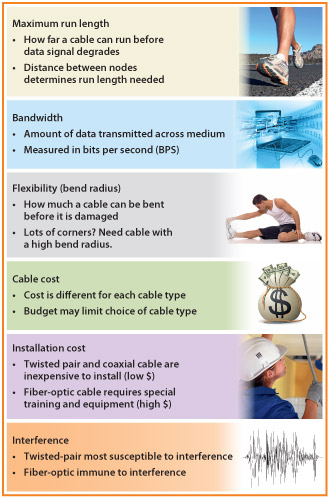 Maximum run length
• How far a cable can run before
data signal degrades
• Distance between nodes
determines run length needed
Bandwidth
• Amount of data transmitted across medium
• Measured in bits per second (BPS)
Flexibility (bend radius)
• How much a cable can be bent
before it is damaged
• Lots of corners? Need cable with
a high bend radius.
Cable cost
• Cost is different for each cable type
• Budget may limit choice of cable type
$
Installation cost
• Twisted pair and coaxial cable are
inexpensive to install (low $)
• Fiber-optic cable requires special
training and equipment (high $)
Interference
• Twisted-pair most susceptible to interference
• Fiber-optic immune to interference